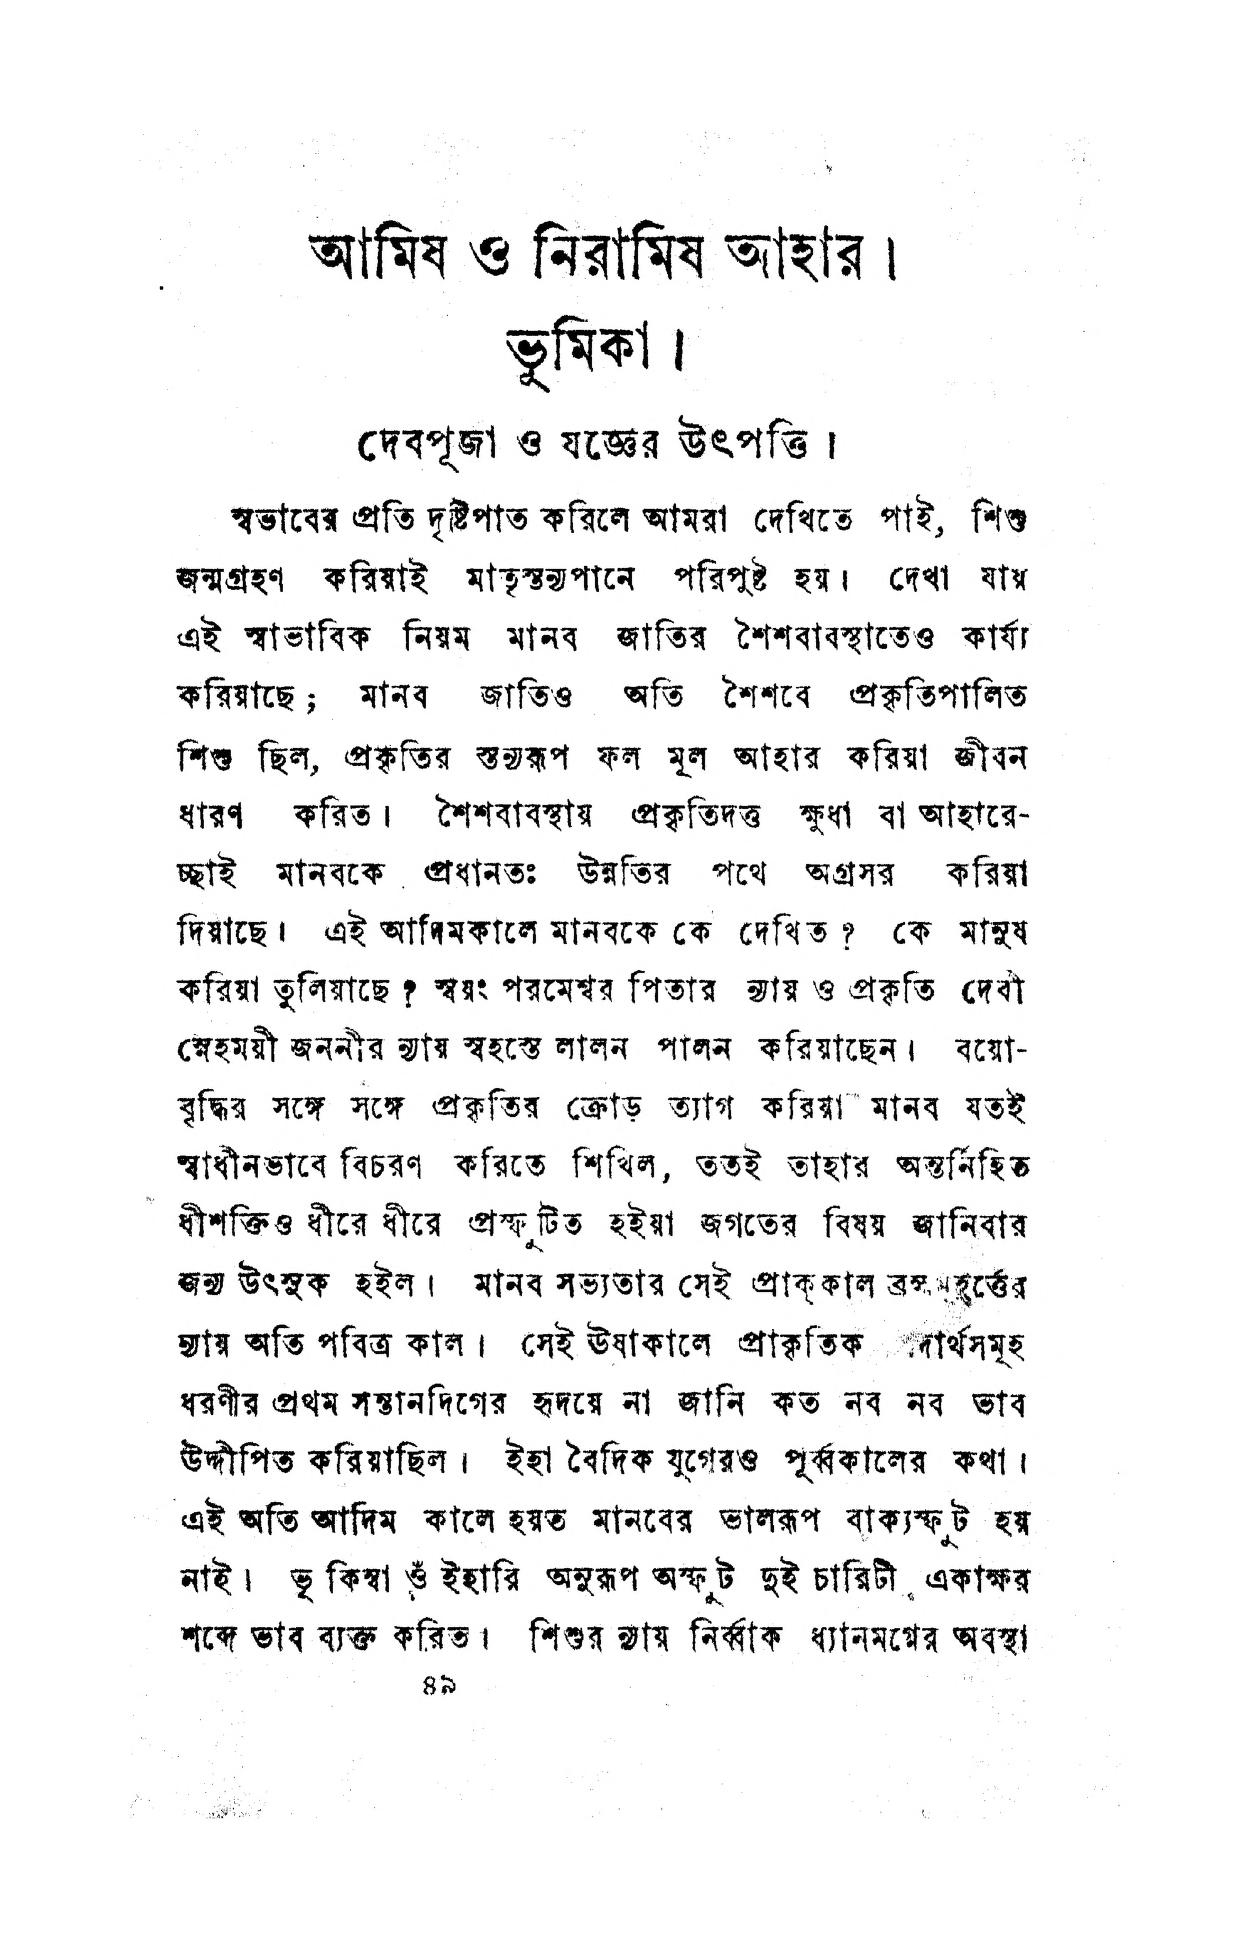 আমিষ ও নিরামিষ আহার।
ভূমিকা।
দেবপূজা ও যজ্ঞের উৎপত্তি।
স্বভাবের প্রতি দৃষ্টিপাত করিলে আমরা দেখিতে পাই, শিশু
জন্মগ্রহণ করিয়াই মাতৃস্তন্যপানে পরিপুষ্ট হয়। দেখা যায়
এই স্বাভাবিক নিয়ম মানব জাতির শৈশবাবস্থাতেও কার্য্য
করিয়াছে; মানব জাতিও অতি শৈশবে প্রকৃতিপালিত
শিশু ছিল, প্রকৃতির স্তন্যরূপ ফল মূল আহার করিয়া জীবন
ধারণ করিত। শৈশবাবস্থায় প্রকৃতিদত্ত ক্ষুধা বা আহারে-
চ্ছাই মানবকে প্রধানতঃ উন্নতির পথে অগ্রসর করিয়া
দিয়াছে। এই আদিমকালে মানবকে কে দেখিত? কে মানুষ
করিয়া তুলিয়াছে? স্বয়ং পরমেশ্বর পিতার ন্যায় ও প্রকৃতি দেবী
স্নেহময়ী জননীর ন্যায় স্বহস্তে লালন পালন করিয়াছেন। বয়ো-
বৃদ্ধির সঙ্গে সঙ্গে প্রকৃতির ক্রোড় ত্যাগ করিয়া মানব যতই
স্বাধীনভাবে বিচরণ করিতে শিখিল, ততই তাহার অন্তর্নিহিত
ধীশক্তিও ধীরে ধীরে প্রস্ফুটিত হইয়া জগতের বিষয় জানিবার
জন্য উৎসুক হইল। মানব সভ্যতার সেই প্রাক্‌কাল
ন্যায় অতি পবিত্র কাল। সেই ঊষাকালে প্রাকৃতিক
ধরণীর প্রথম সন্তানদিগের হৃদয়ে না জানি কত নব নব ভাব
উদ্দীপিত করিয়াছিল। ইহা বৈদিক যুগেরও পূর্ব্বকালের কথা।
এই অতি আদিম কালে হয়ত মানবের ভালরূপ বাক্যস্ফুট হয়
নাই। ভূ কিম্বা ওঁ ইহারি অনুরূপ অস্ফুট দুই চারিটী একাক্ষর
শব্দে ভাব ব্যক্ত করিত। শিশুর ন্যায় নির্ব্বাক ধ্যানমগ্নের অবস্থা
৪৯